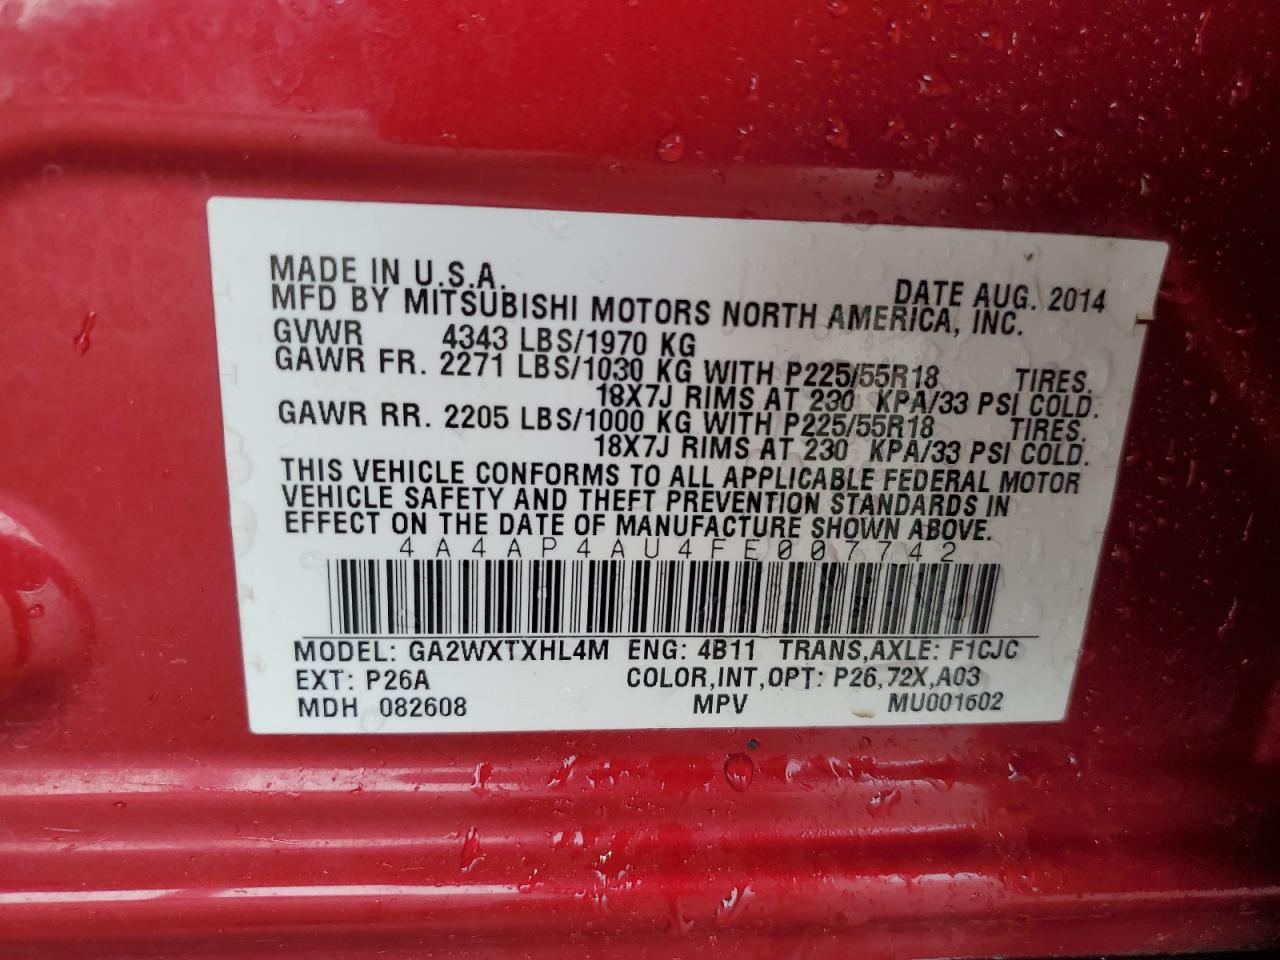 MADE IN U.S.A. DATE AUG. 2014
MFD BY MITSUBISHI MOTORS NORTH AMERICA, INC.
GVWR 4343 LBS/1970 KG
GAWR FR. 2271 LBS/1030 KG WITH P225/55R18 TIRES.
18X7J RIMS AT 230 KPA/33 PSI COLD.
GAWR RR. 2205 LBS/1000 KG WITH P225/55R18 TIRES.
18X7J RIMS AT 230 KPA/33 PSI COLD.
THIS VEHICLE CONFORMS TO ALL APPLICABLE FEDERAL MOTOR
VEHICLE SAFETY AND THEFT PREVENTION STANDARDS IN
EFFECT ON THE DATE OF MANUFACTURE SHOWN ABOVE.
4A4AP4AU4FE007742
MODEL: GA2WXTXHL4M ENG: 4B11 TRANS,AXLE: F1CJC
EXT: P26A COLOR,INT,OPT: P26,72X,A03
MDH 082608 MPV MU001602